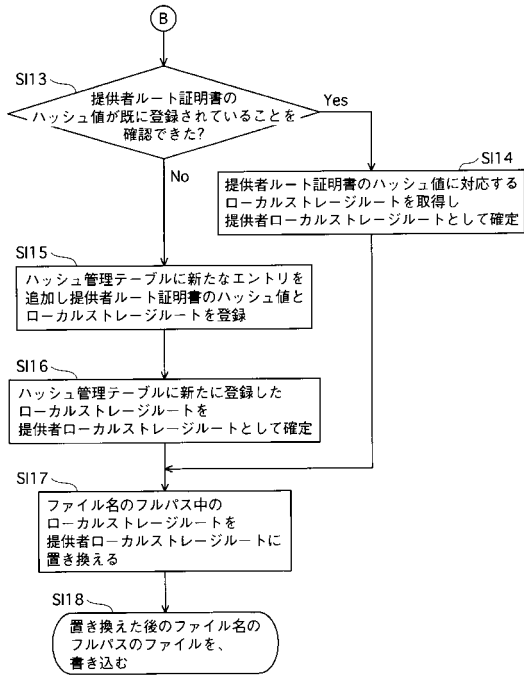 B
SI13
提供者ルート証明書の
ハッシュ値が既に登録されていることを
確認できた?
Yes
No
SI14
提供者ルート証明書のハッシュ値に対応する
ローカルストレージルートを取得し
提供者ローカルストレージルートとして確定
SI15
ハッシュ管理テーブルに新たなエントリを
追加し提供者ルート証明書のハッシュ値と
ローカルストレージルートを登録
SI16
ハッシュ管理テーブルに新たに登録した
ローカルストレージルートを
提供者ローカルストレージルートとして確定
SI17
ファイル名のフルパス中の
ローカルストレージルートを
提供者ローカルストレージルートに
置き換える
SI18
置き換えた後のファイル名の
フルパスのファイルを、
書き込む